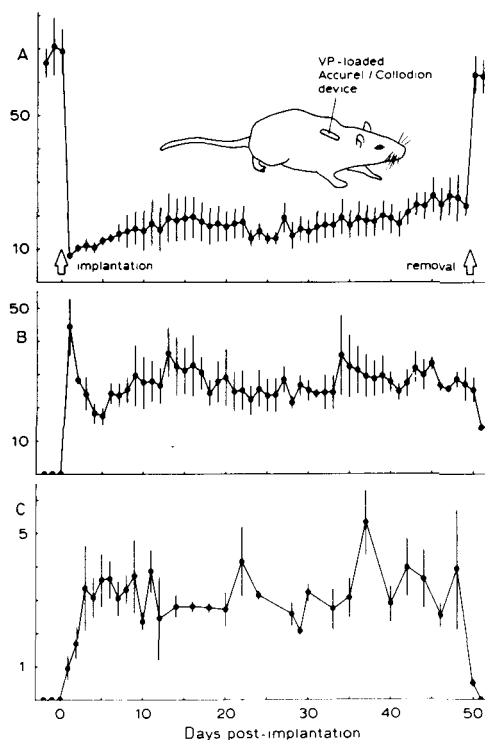 A
VP-loaded
Accurel / Collodion
device
50
10
implantation
removal
50
B
10
C
5
1
0 10 20 30 40 50
Days post-implantation